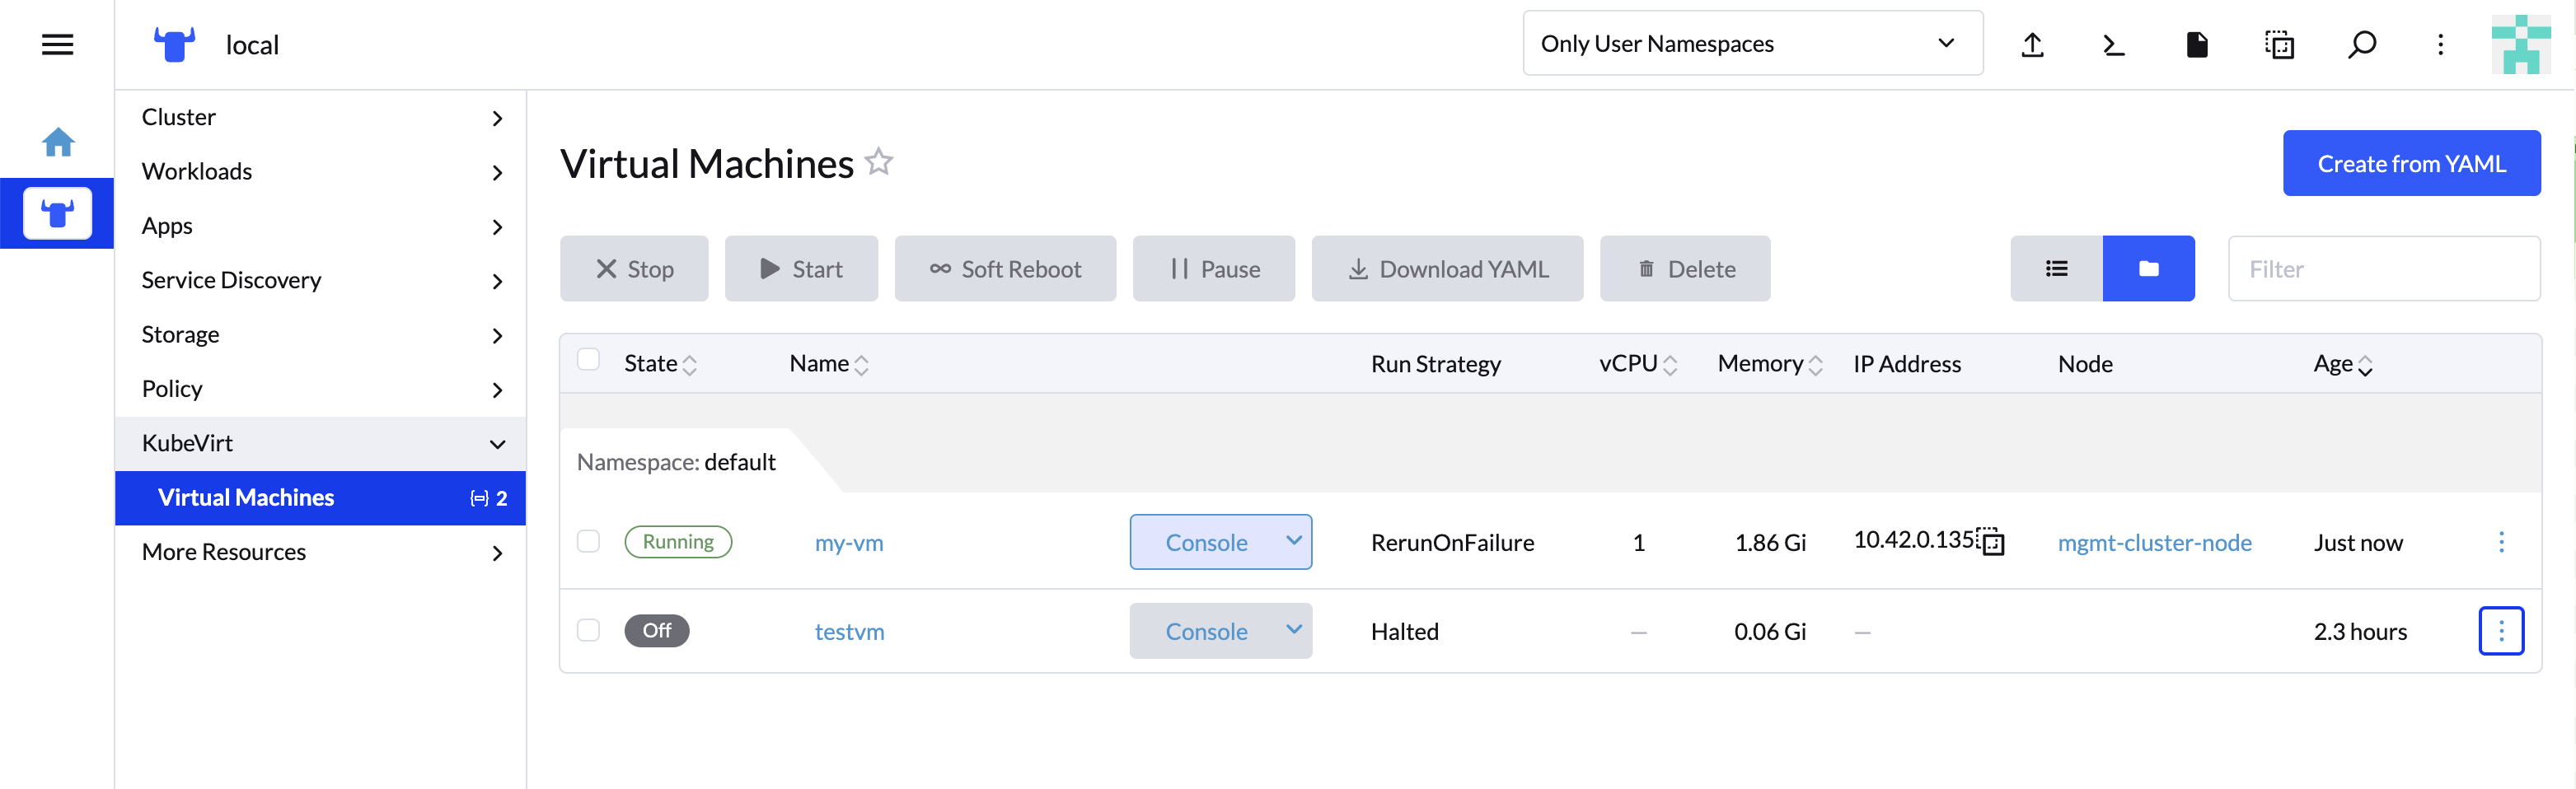 local
Only User Namespaces
Cluster
Workloads
Apps
Service Discovery
Storage
Policy
KubeVirt
Virtual Machines 2
More Resources
Virtual Machines
Create from YAML
Stop Start Soft Reboot Pause Download YAML Delete Filter
State Name Run Strategy vCPU Memory IP Address Node Age
Namespace: default
Running my-vm Console RerunOnFailure 1 1.86 Gi 10.42.0.135 mgmt-cluster-node Just now
Off testvm Console Halted — 0.06 Gi — 2.3 hours